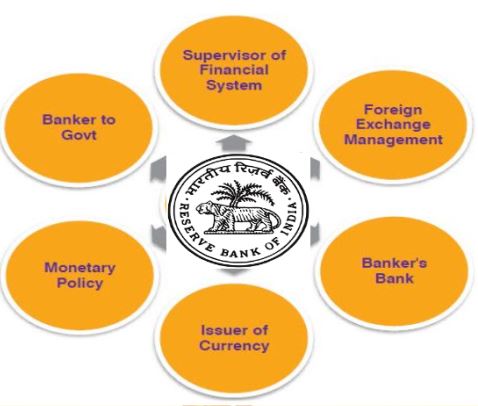 Supervisor of
Financial
System
Foreign
Exchange
Management
Banker to
Govt
भारतीय रिज़र्व बैंक
RESERVE BANK OF INDIA
Monetary
Policy
Banker's
Bank
Issuer of
Currency